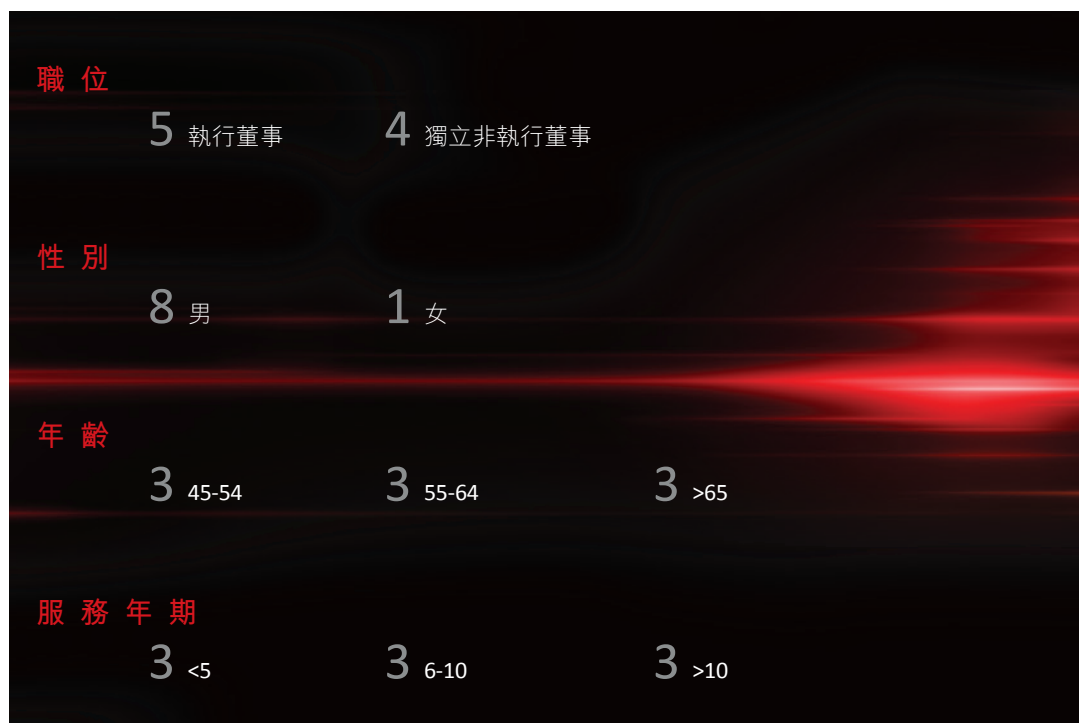 職位
5 執行董事 4 獨立非執行董事
性別
8 男 1 女
年齡
3 45-54 3 55-64 3 >65
服務年期
3 <5 3 6-10 3 >10